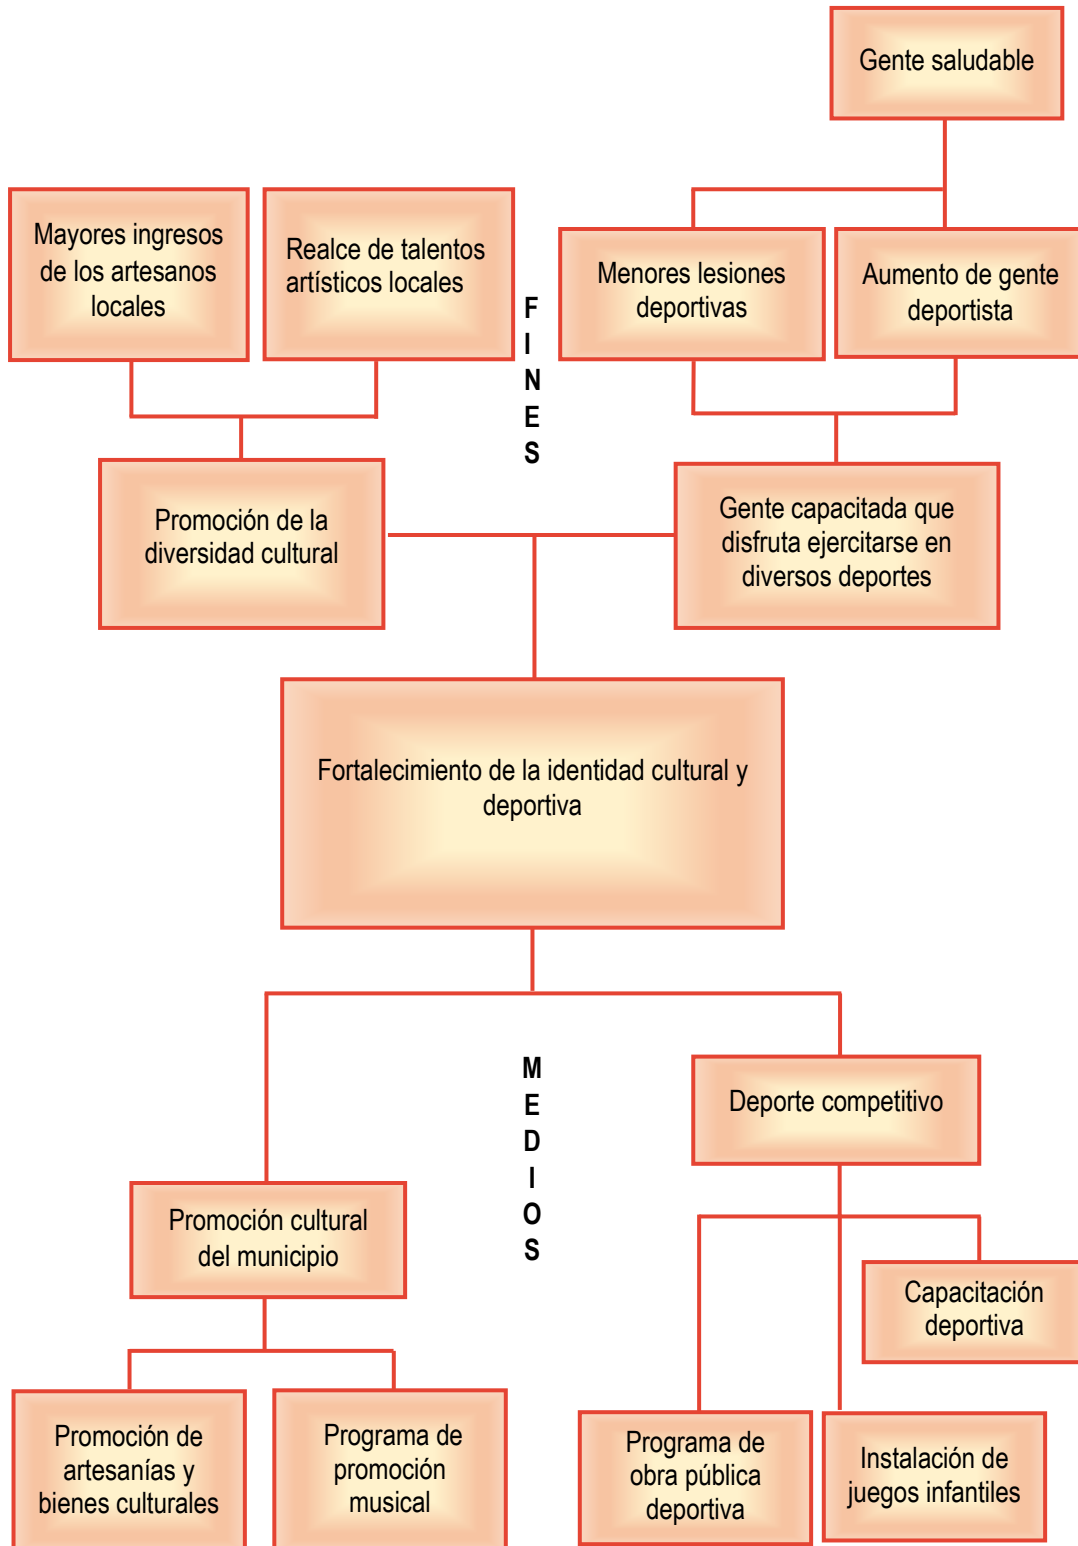 Gente saludable
Mayores ingresos
de los artesanos
locales
Realce de talentos
artísticos locales
F
I
N
E
S
Menores lesiones
deportivas
Aumento de gente
deportista
Promoción de la
diversidad cultural
Gente capacitada que
disfruta ejercitarse en
diversos deportes
Fortalecimiento de la identidad cultural y
deportiva
M
E
D
I
O
S
Deporte competitivo
Promoción cultural
del municipio
Capacitación
deportiva
Promoción de
artesanías y
bienes culturales
Programa de
promoción
musical
Programa de
obra pública
deportiva
Instalación de
juegos infantiles